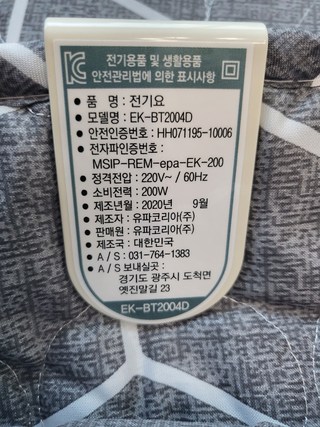 전기용품 및 생활용품
안전관리법에 의한 표시사항
● 품 명 : 전기요
● 모델명 : EK-BT2004D
● 안전인증번호 : HH071195-10006
● 전자파인증번호 :
MSIP-REM-epa-EK-200
● 정격전압 : 220V~ / 60Hz
● 소비전력 : 200W
● 제조년월 : 2020년 9월
● 제조자 : 유파코리아(주)
● 판매원 : 유파코리아(주)
● 제조국 : 대한민국
● A / S : 031-764-1383
● A / S 보내실곳 :
경기도 광주시 도척면
옛진말길 23
EK-BT2004D